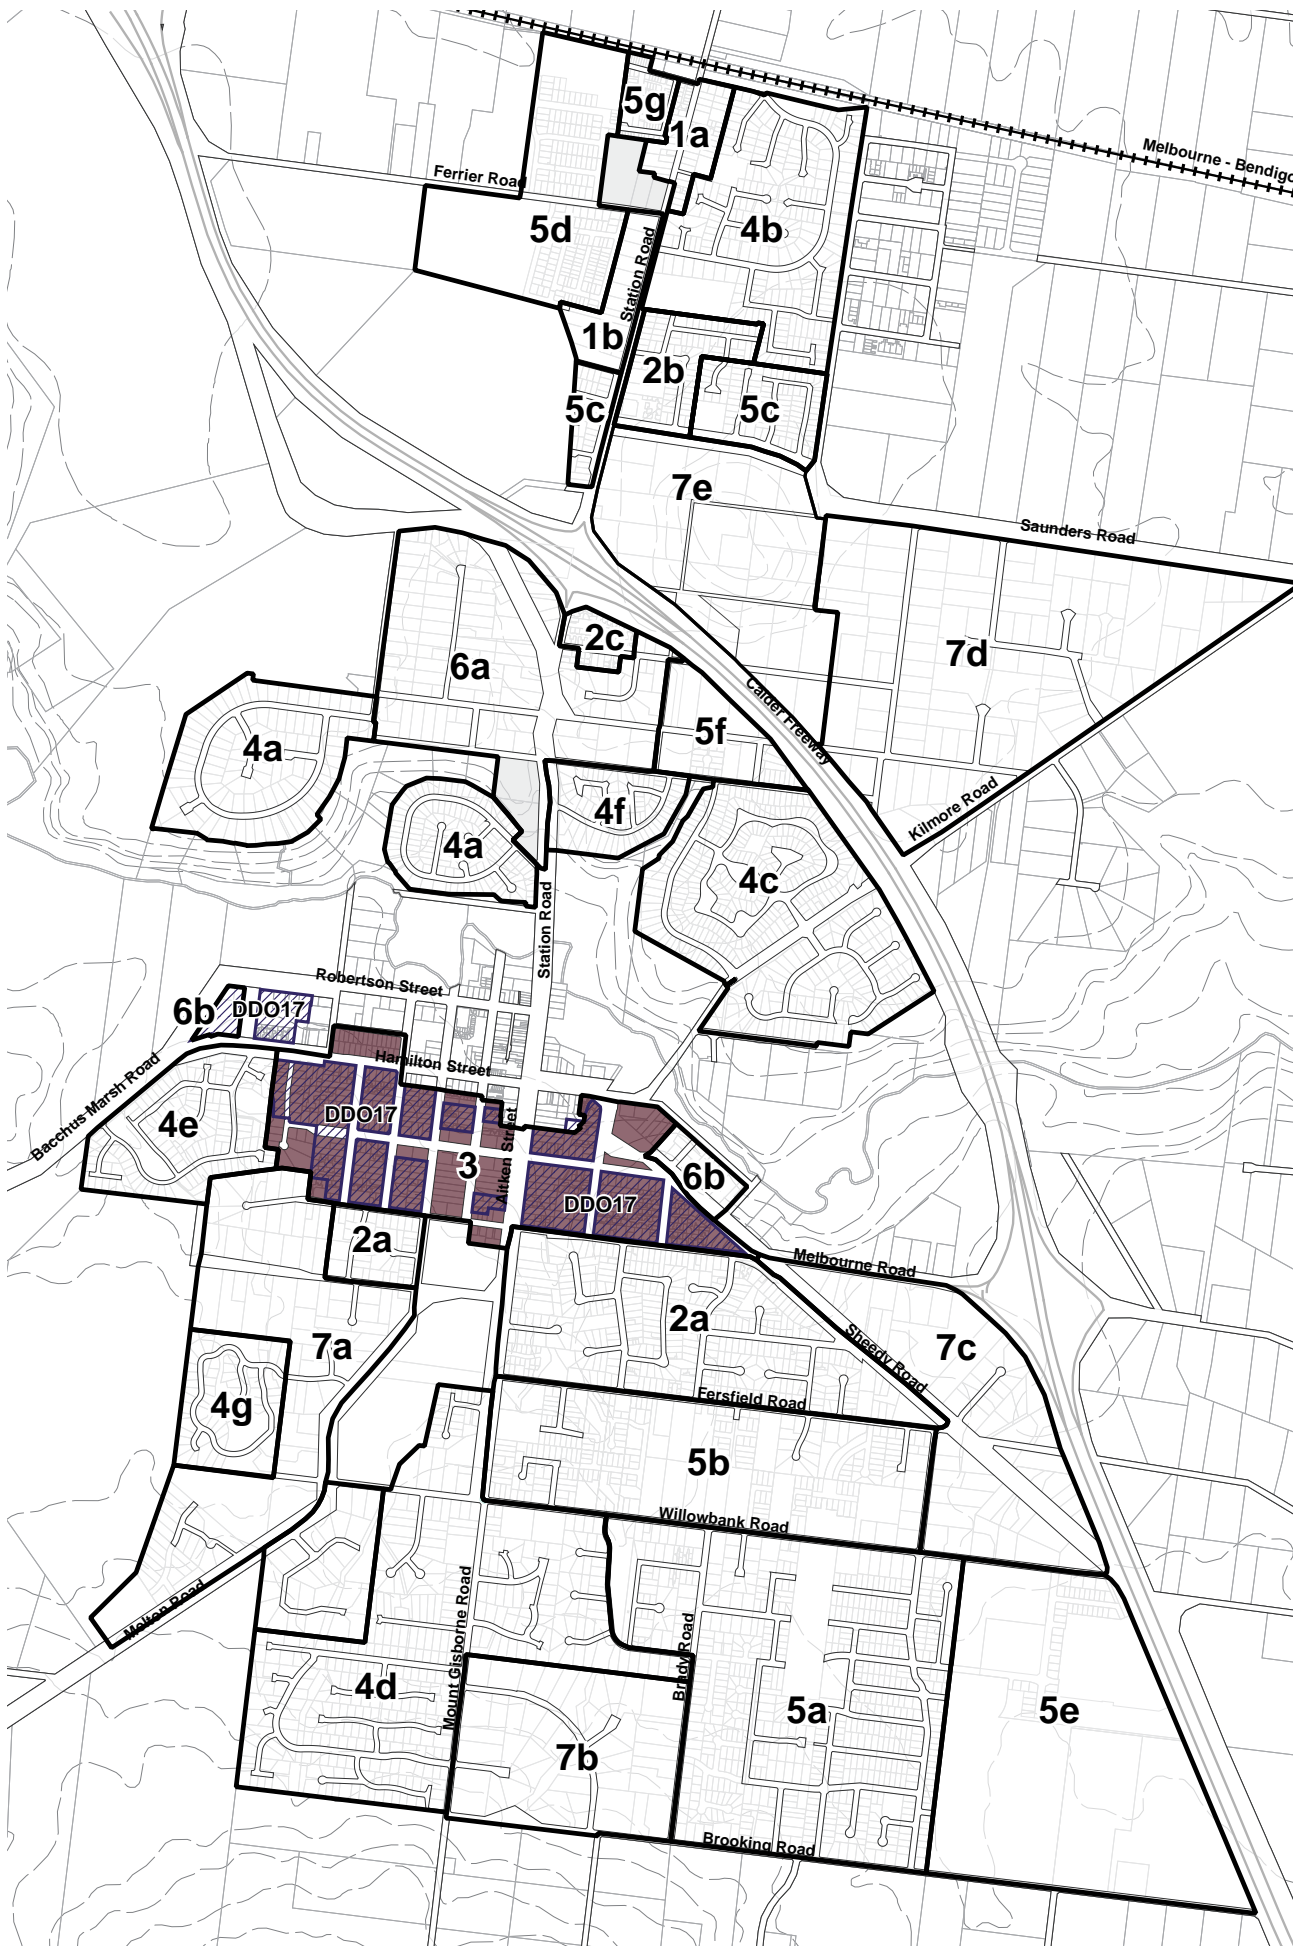 5g
1a
Melbourne - Bendigo
Ferrier Road
5d
4b
Station Road
1b
2b
5c
5c
7e
Saunders Road
2c
6a
7d
Calder Freeway
5f
4a
4f
Kilmore Road
4a
4c
Station Road
Robertson Street
6b
DDO17
Hamilton Street
Bacchus Marsh Road
DDO17
4e
Aitken Street
3
6b
DDO17
2a
Melbourne Road
2a
7a
Sheedy Road
7c
Fersfield Road
4g
5b
Willowbank Road
Melton Road
Mount Gisborne Road
Brady Road
4d
5a
5e
7b
Brooking Road